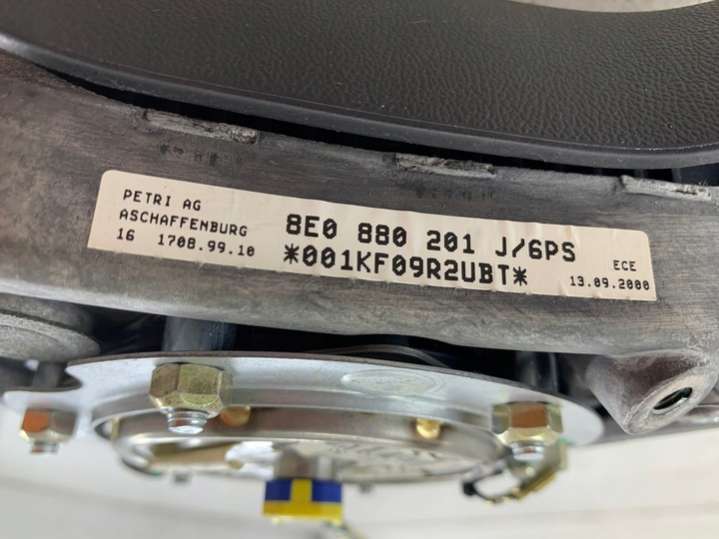 PETRI AG
ASCHAFFENBURG
16 1708.99.10
8E0 880 201 J/6PS
*001KF09R2UBT*
ECE
13.09.2000